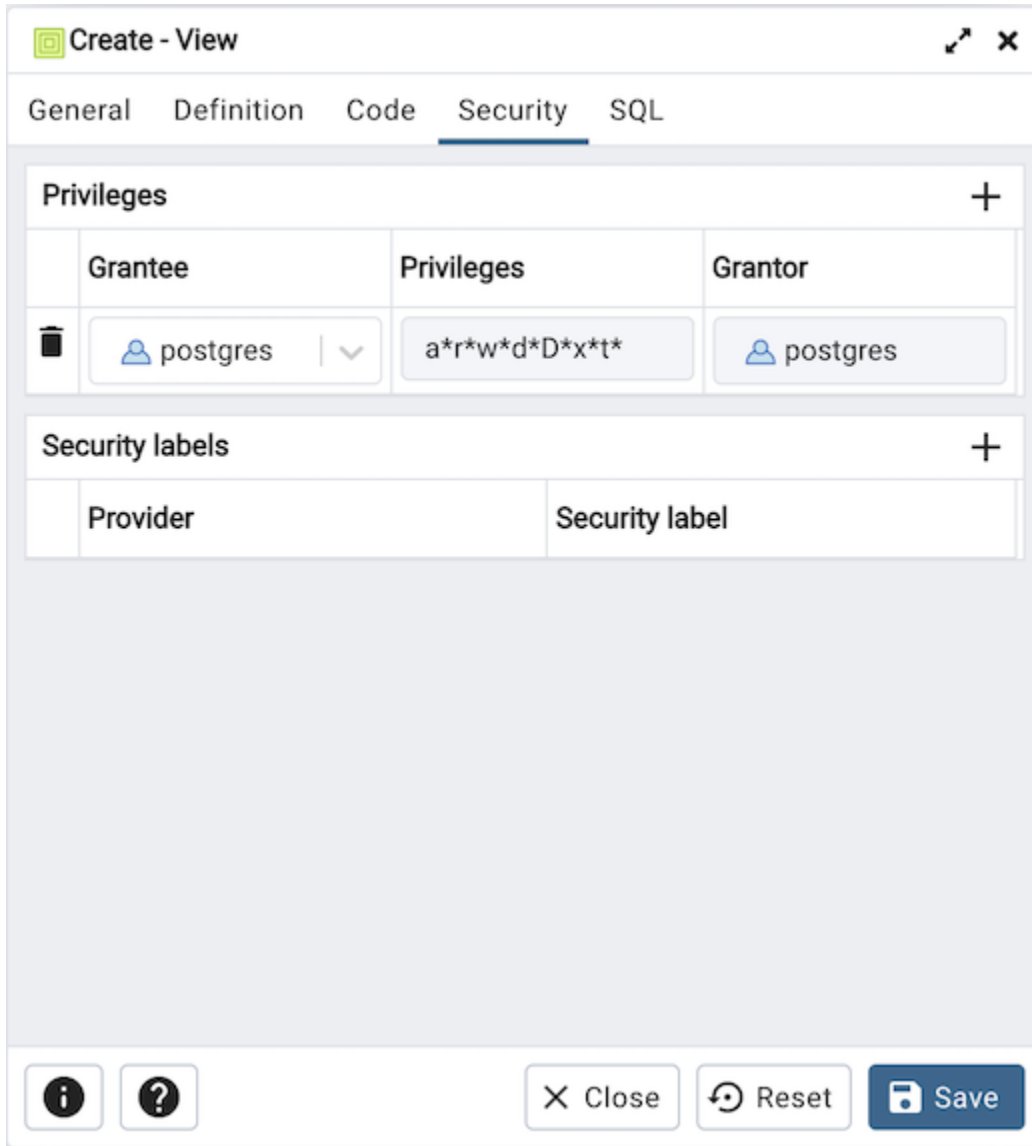 Create - View
General Definition Code Security SQL
Privileges
Grantee Privileges Grantor
postgres a*r*w*d*D*x*t* postgres
Security labels
Provider Security label
Close Reset Save